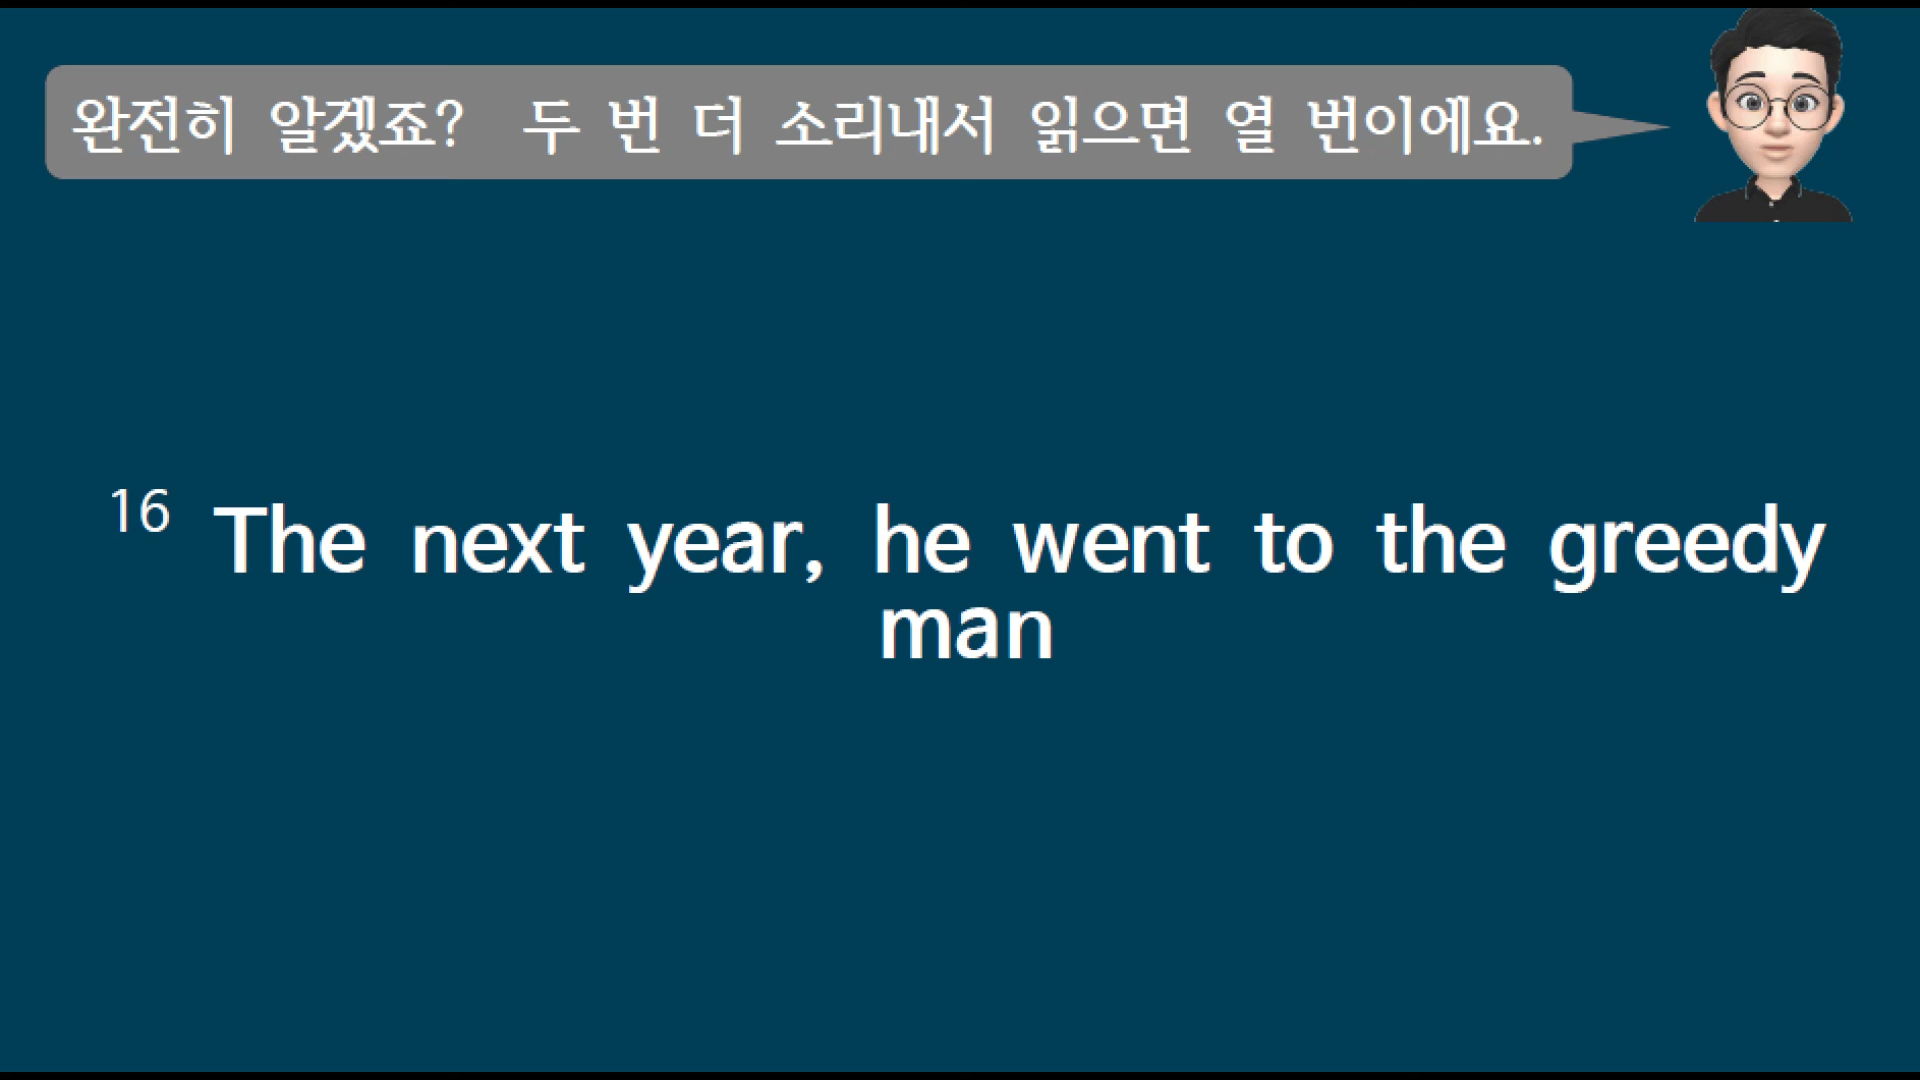 완전히 알겠죠? 두 번 더 소리내서 읽으면 열 번이에요.
16 The next year, he went to the greedy
man